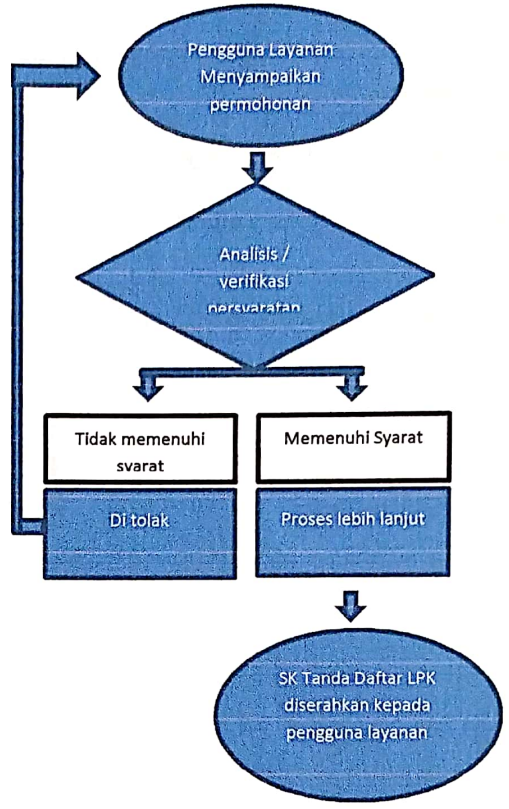 Pengguna Layanan
Menyampaikan
permohonan
Analisis /
verifikasi
persyaratan
Tidak memenuhi
syarat
Memenuhi Syarat
Di tolak
Proses lebih lanjut
SK Tanda Daftar LPK
diserahkan kepada
pengguna layanan